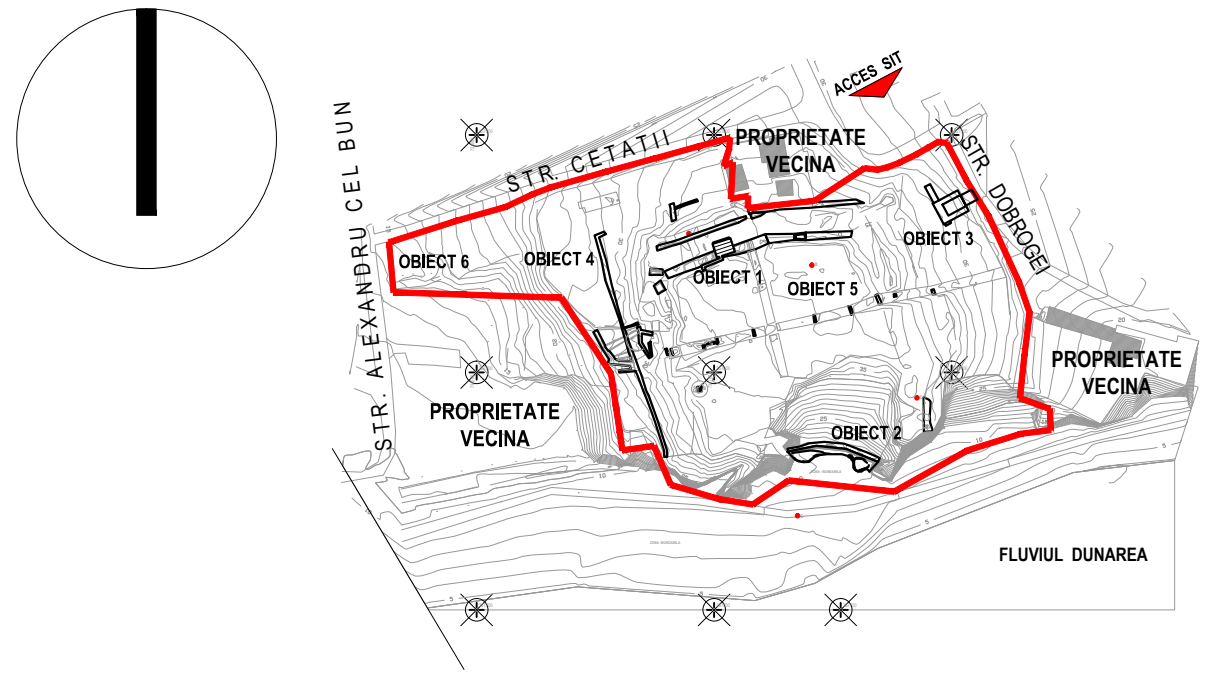 ACCES SIT
STR. ALEXANDRU CEL BUN
STR. CETATII
PROPRIETATE
VECINA
STR. DOBROGEI
OBIECT 6
OBIECT 4
OBIECT 1
OBIECT 5
OBIECT 3
PROPRIETATE
VECINA
PROPRIETATE
VECINA
OBIECT 2
FLUVIUL DUNAREA